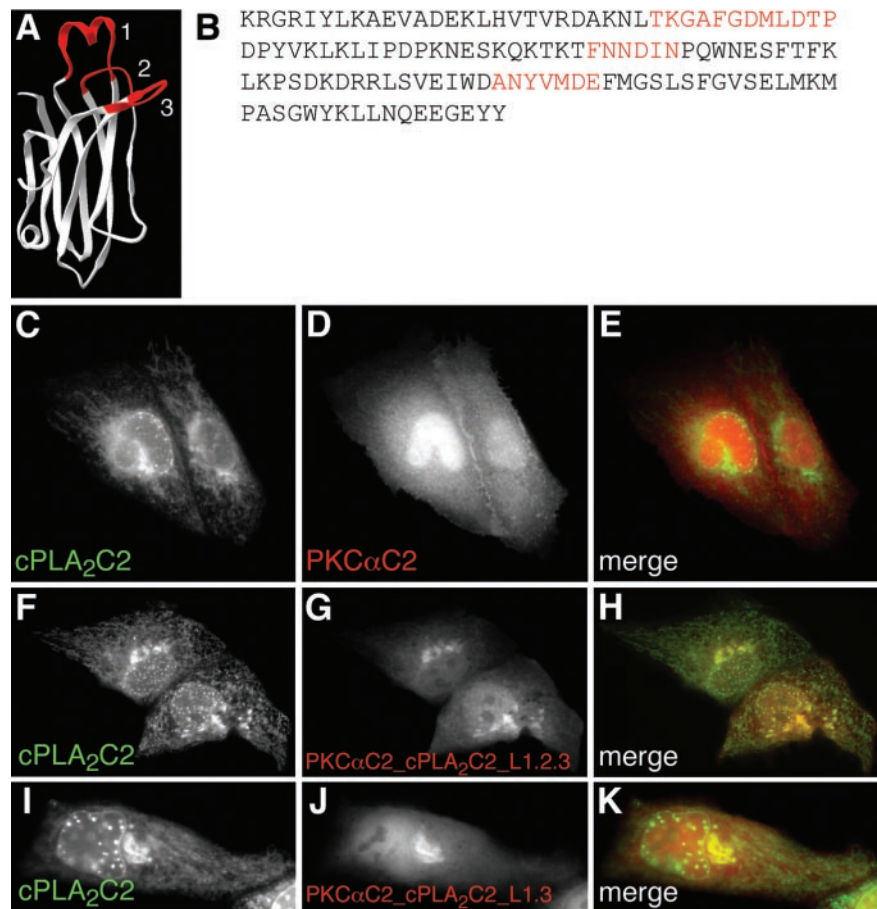 A
1
2
3
B
KRGRIYLKAEVADEKLHVTVRDAKNLTKGAFGDMLDTP
DPYVKLKLIPDPKNESKQKTKTFNNDINPQWNESFTFK
LKPSDKDRRLSVEIWDANYVMDEFMGSLSFGVSELMKM
PASGWYKLLNQEEGEYY
C
cPLA2C2
D
PKCαC2
E
merge
F
cPLA2C2
G
PKCαC2_cPLA2C2_L1.2.3
H
merge
I
cPLA2C2
J
PKCαC2_cPLA2C2_L1.3
K
merge